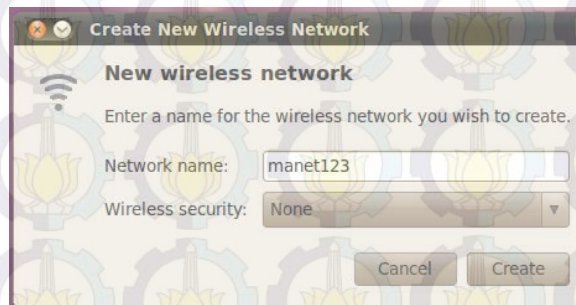 Create New Wireless Network
New wireless network
Enter a name for the wireless network you wish to create.
Network name: manet123
Wireless security: None
Cancel Create